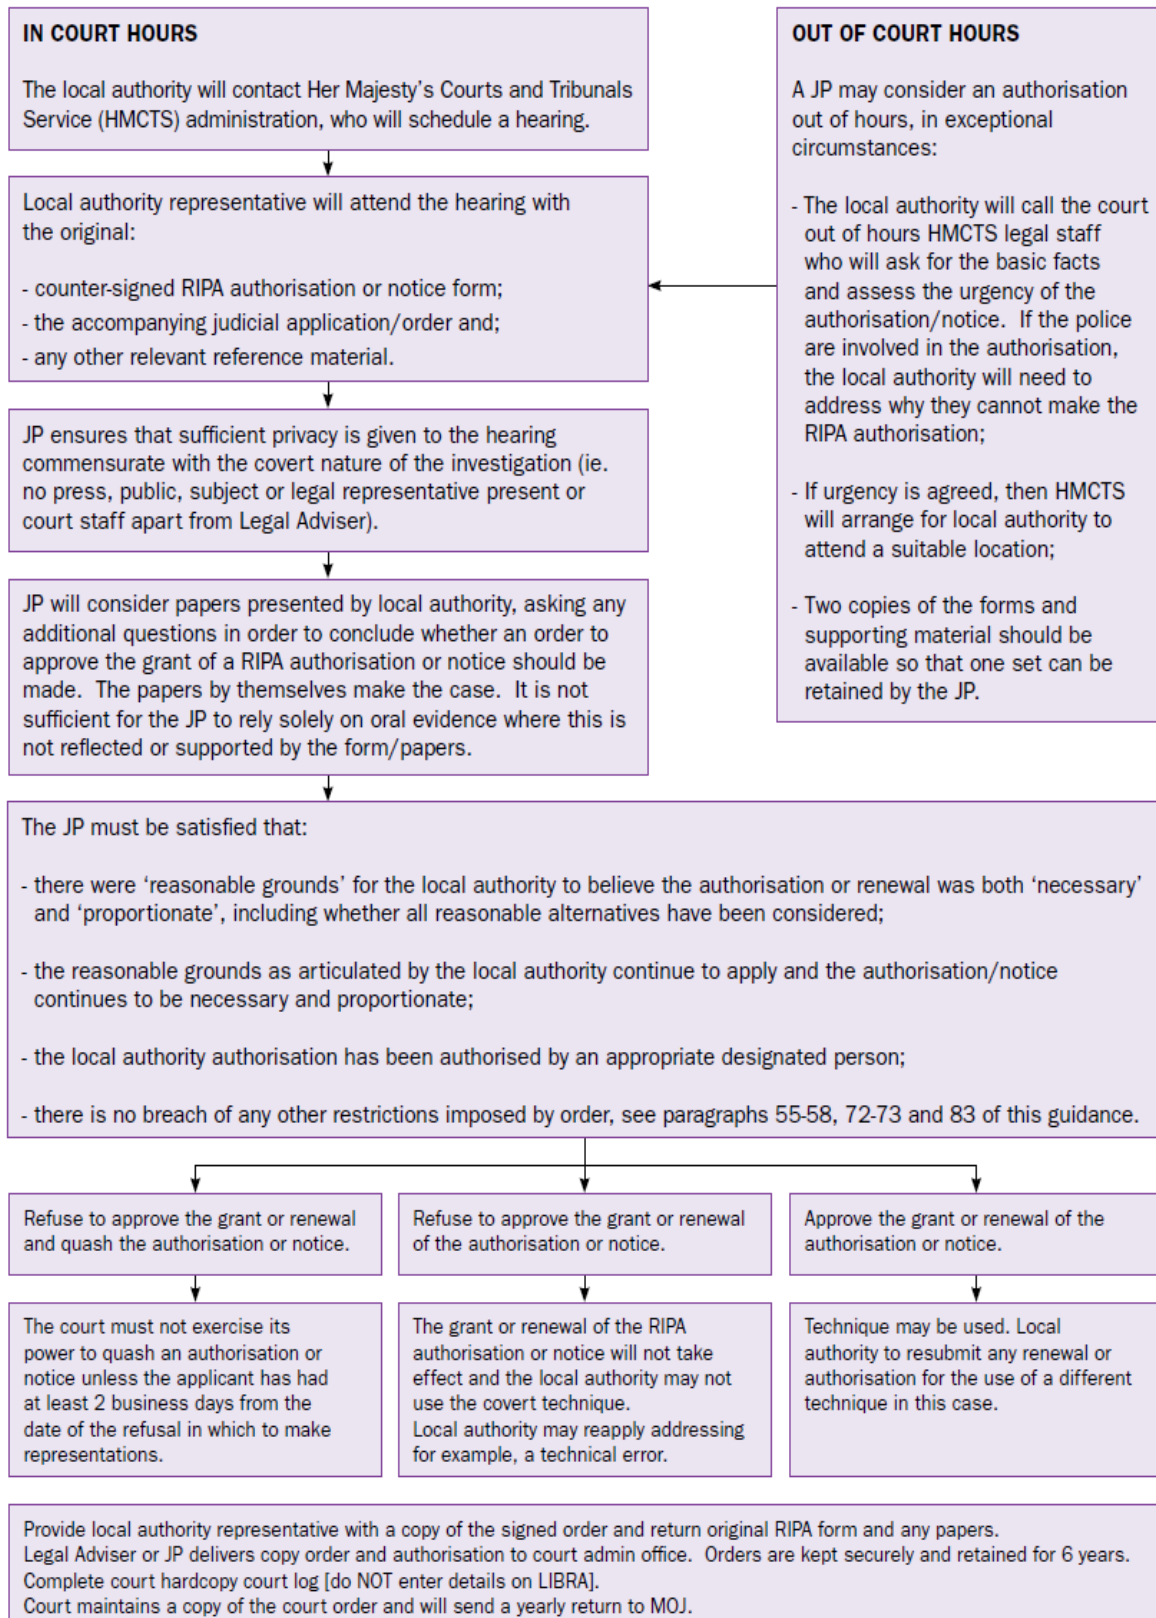 IN COURT HOURS
The local authority will contact Her Majesty's Courts and Tribunals
Service (HMCTS) administration, who will schedule a hearing.
Local authority representative will attend the hearing with
the original:
- counter-signed RIPA authorisation or notice form;
- the accompanying judicial application/order and;
- any other relevant reference material.
JP ensures that sufficient privacy is given to the hearing
commensurate with the covert nature of the investigation (ie.
no press, public, subject or legal representative present or
court staff apart from Legal Adviser).
JP will consider papers presented by local authority, asking any
additional questions in order to conclude whether an order to
approve the grant of a RIPA authorisation or notice should be
made.  The papers by themselves make the case.  It is not
sufficient for the JP to rely solely on oral evidence where this is
not reflected or supported by the form/papers.
OUT OF COURT HOURS
A JP may consider an authorisation
out of hours, in exceptional
circumstances:
- The local authority will call the court
out of hours HMCTS legal staff
who will ask for the basic facts
and assess the urgency of the
authorisation/notice.  If the police
are involved in the authorisation,
the local authority will need to
address why they cannot make the
RIPA authorisation;
- If urgency is agreed, then HMCTS
will arrange for local authority to
attend a suitable location;
- Two copies of the forms and
supporting material should be
available so that one set can be
retained by the JP.
The JP must be satisfied that:
- there were 'reasonable grounds' for the local authority to believe the authorisation or renewal was both 'necessary'
and 'proportionate', including whether all reasonable alternatives have been considered;
- the reasonable grounds as articulated by the local authority continue to apply and the authorisation/notice
continues to be necessary and proportionate;
- the local authority authorisation has been authorised by an appropriate designated person;
- there is no breach of any other restrictions imposed by order, see paragraphs 55-58, 72-73 and 83 of this guidance.
Refuse to approve the grant or renewal
and quash the authorisation or notice.
The court must not exercise its
power to quash an authorisation or
notice unless the applicant has had
at least 2 business days from the
date of the refusal in which to make
representations.
Refuse to approve the grant or renewal
of the authorisation or notice.
The grant or renewal of the RIPA
authorisation or notice will not take
effect and the local authority may not
use the covert technique.
Local authority may reapply addressing
for example, a technical error.
Approve the grant or renewal of the
authorisation or notice.
Technique may be used. Local
authority to resubmit any renewal or
authorisation for the use of a different
technique in this case.
Provide local authority representative with a copy of the signed order and return original RIPA form and any papers.
Legal Adviser or JP delivers copy order and authorisation to court admin office.  Orders are kept securely and retained for 6 years.
Complete court hardcopy court log [do NOT enter details on LIBRA].
Court maintains a copy of the court order and will send a yearly return to MOJ.